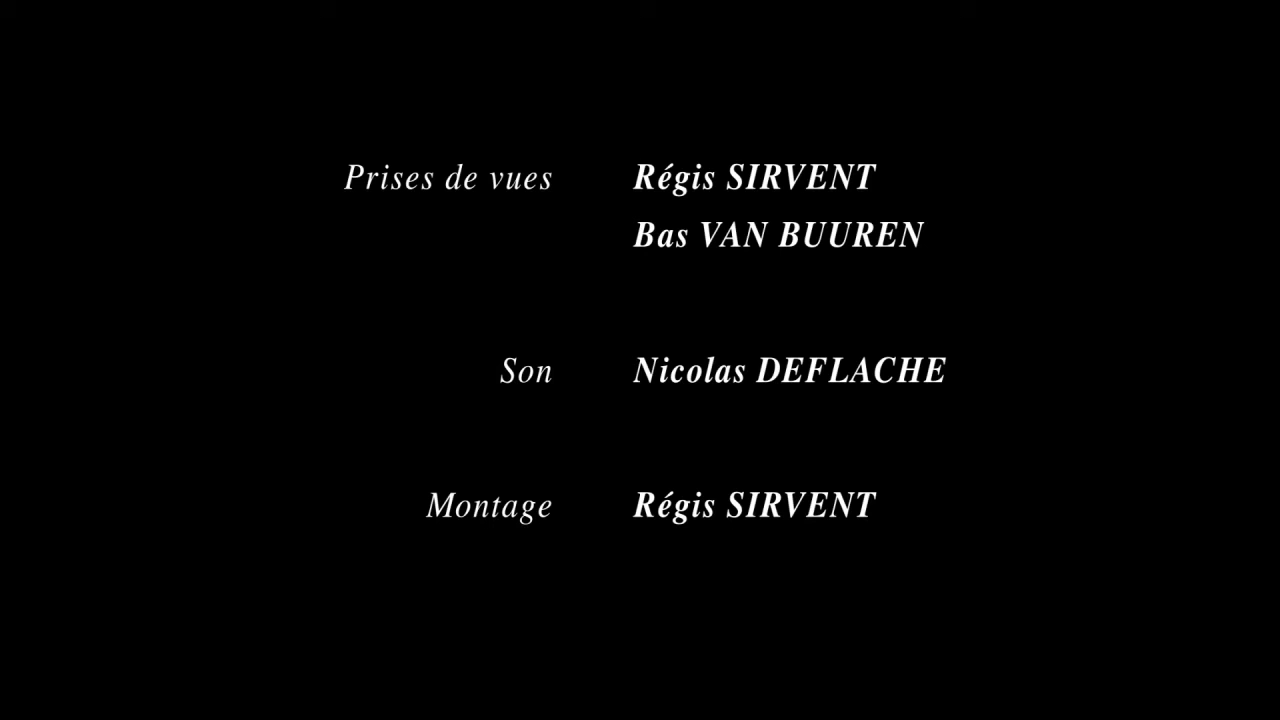 Prises de vues Régis SIRVENT
Bas VAN BUUREN
Son Nicolas DEFLACHE
Montage Régis SIRVENT